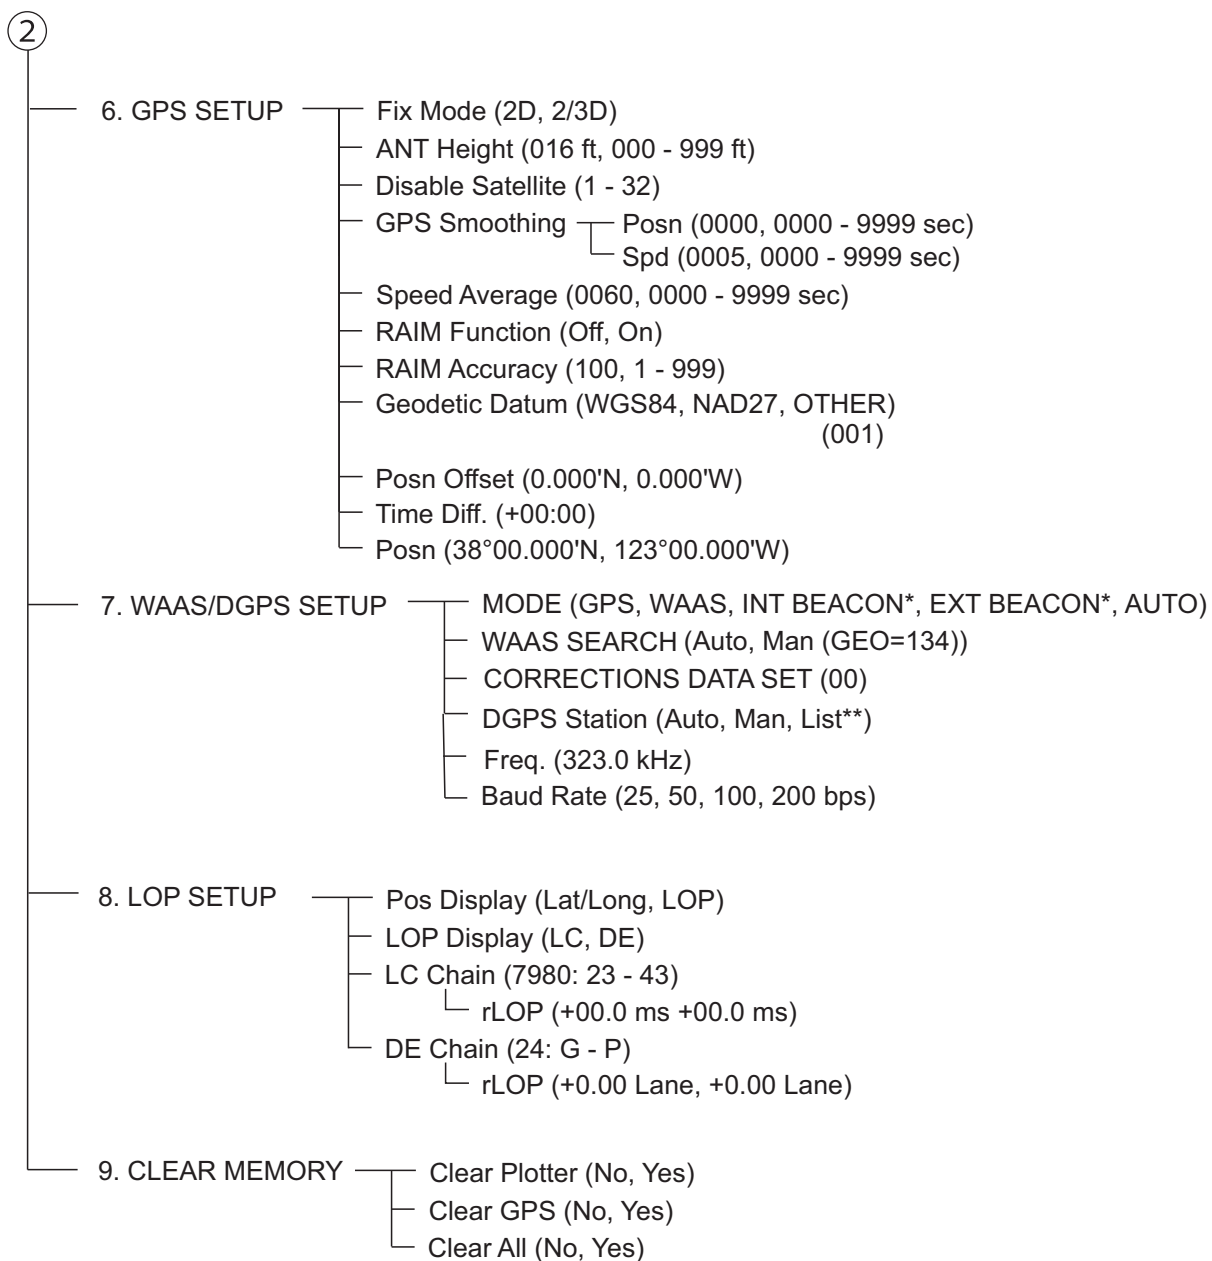 2
6. GPS SETUP
Fix Mode (2D, 2/3D)
ANT Height (016 ft, 000 - 999 ft)
Disable Satellite (1 - 32)
GPS Smoothing
Posn (0000, 0000 - 9999 sec)
Spd (0005, 0000 - 9999 sec)
Speed Average (0060, 0000 - 9999 sec)
RAIM Function (Off, On)
RAIM Accuracy (100, 1 - 999)
Geodetic Datum (WGS84, NAD27, OTHER)
(001)
Posn Offset (0.000'N, 0.000'W)
Time Diff. (+00:00)
Posn (38°00.000'N, 123°00.000'W)
7. WAAS/DGPS SETUP
MODE (GPS, WAAS, INT BEACON*, EXT BEACON*, AUTO)
WAAS SEARCH (Auto, Man (GEO=134))
CORRECTIONS DATA SET (00)
DGPS Station (Auto, Man, List**)
Freq. (323.0 kHz)
Baud Rate (25, 50, 100, 200 bps)
8. LOP SETUP
Pos Display (Lat/Long, LOP)
LOP Display (LC, DE)
LC Chain (7980: 23 - 43)
rLOP (+00.0 ms +00.0 ms)
DE Chain (24: G - P)
rLOP (+0.00 Lane, +0.00 Lane)
9. CLEAR MEMORY
Clear Plotter (No, Yes)
Clear GPS (No, Yes)
Clear All (No, Yes)